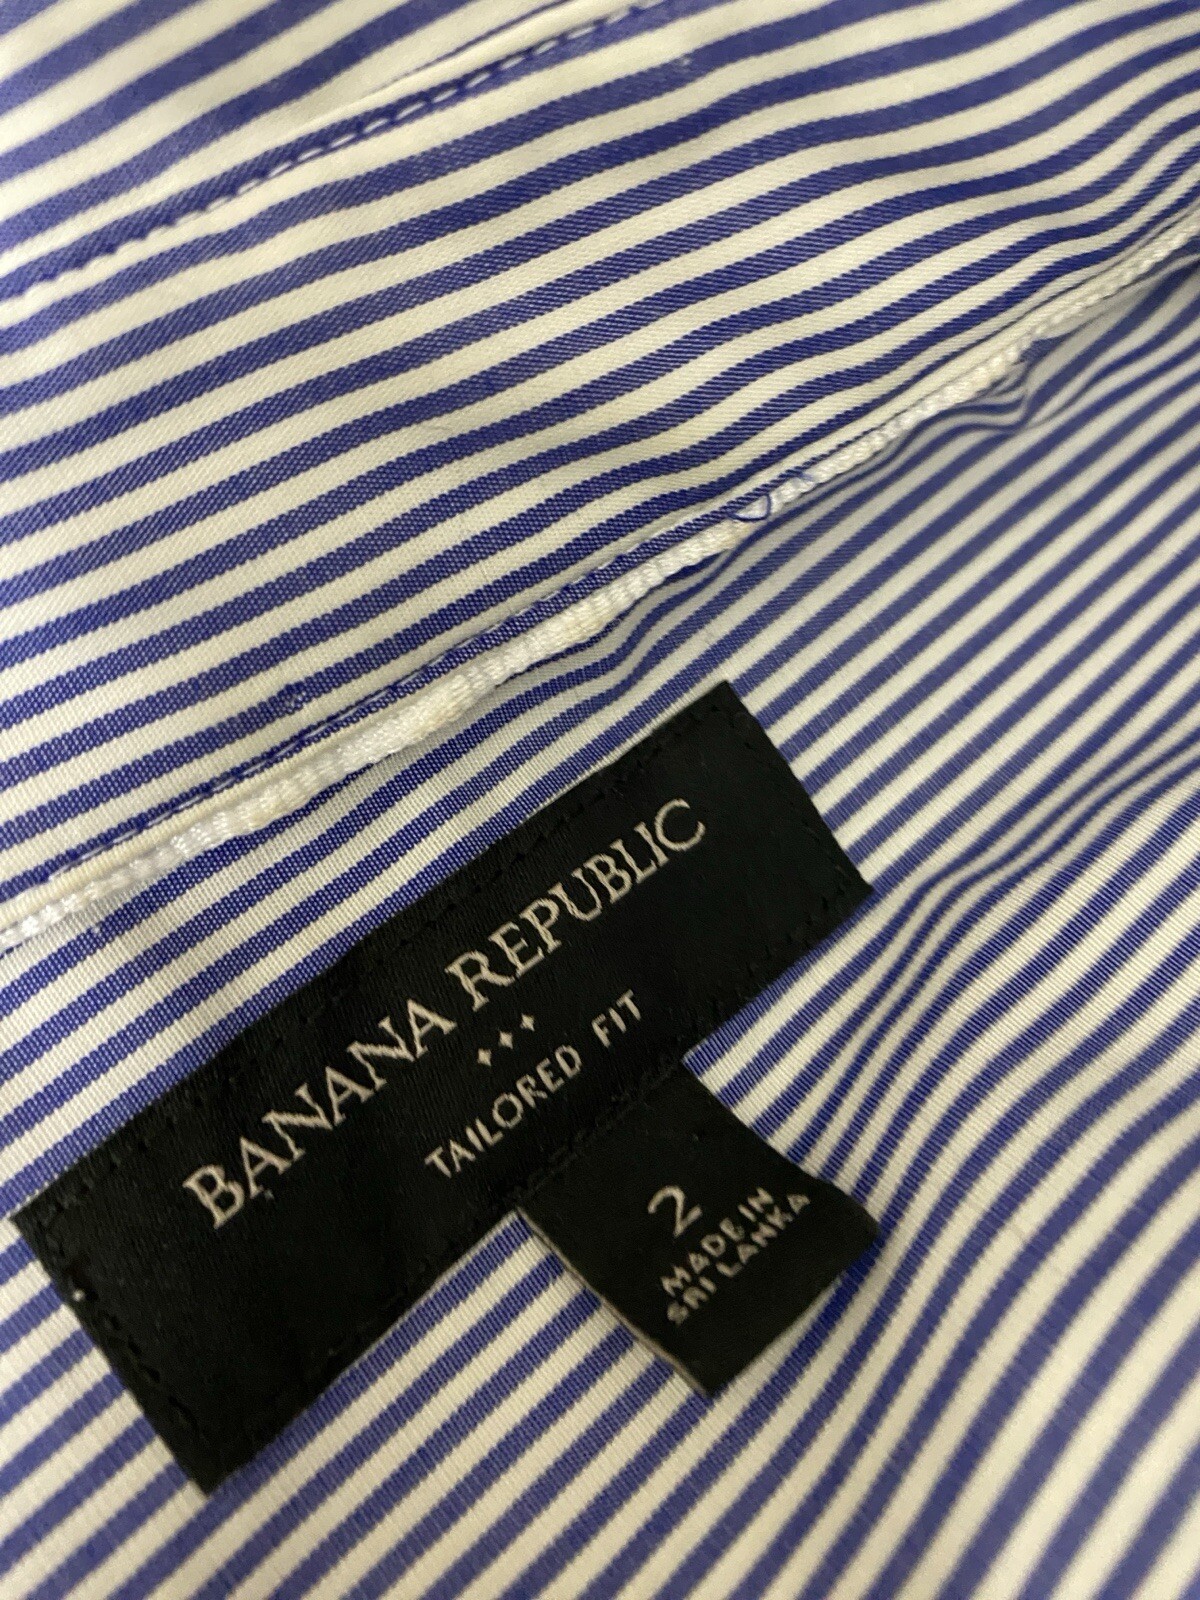 BANANA REPUBLIC
TAILORED FIT
2
MADE IN
SRI LANKA